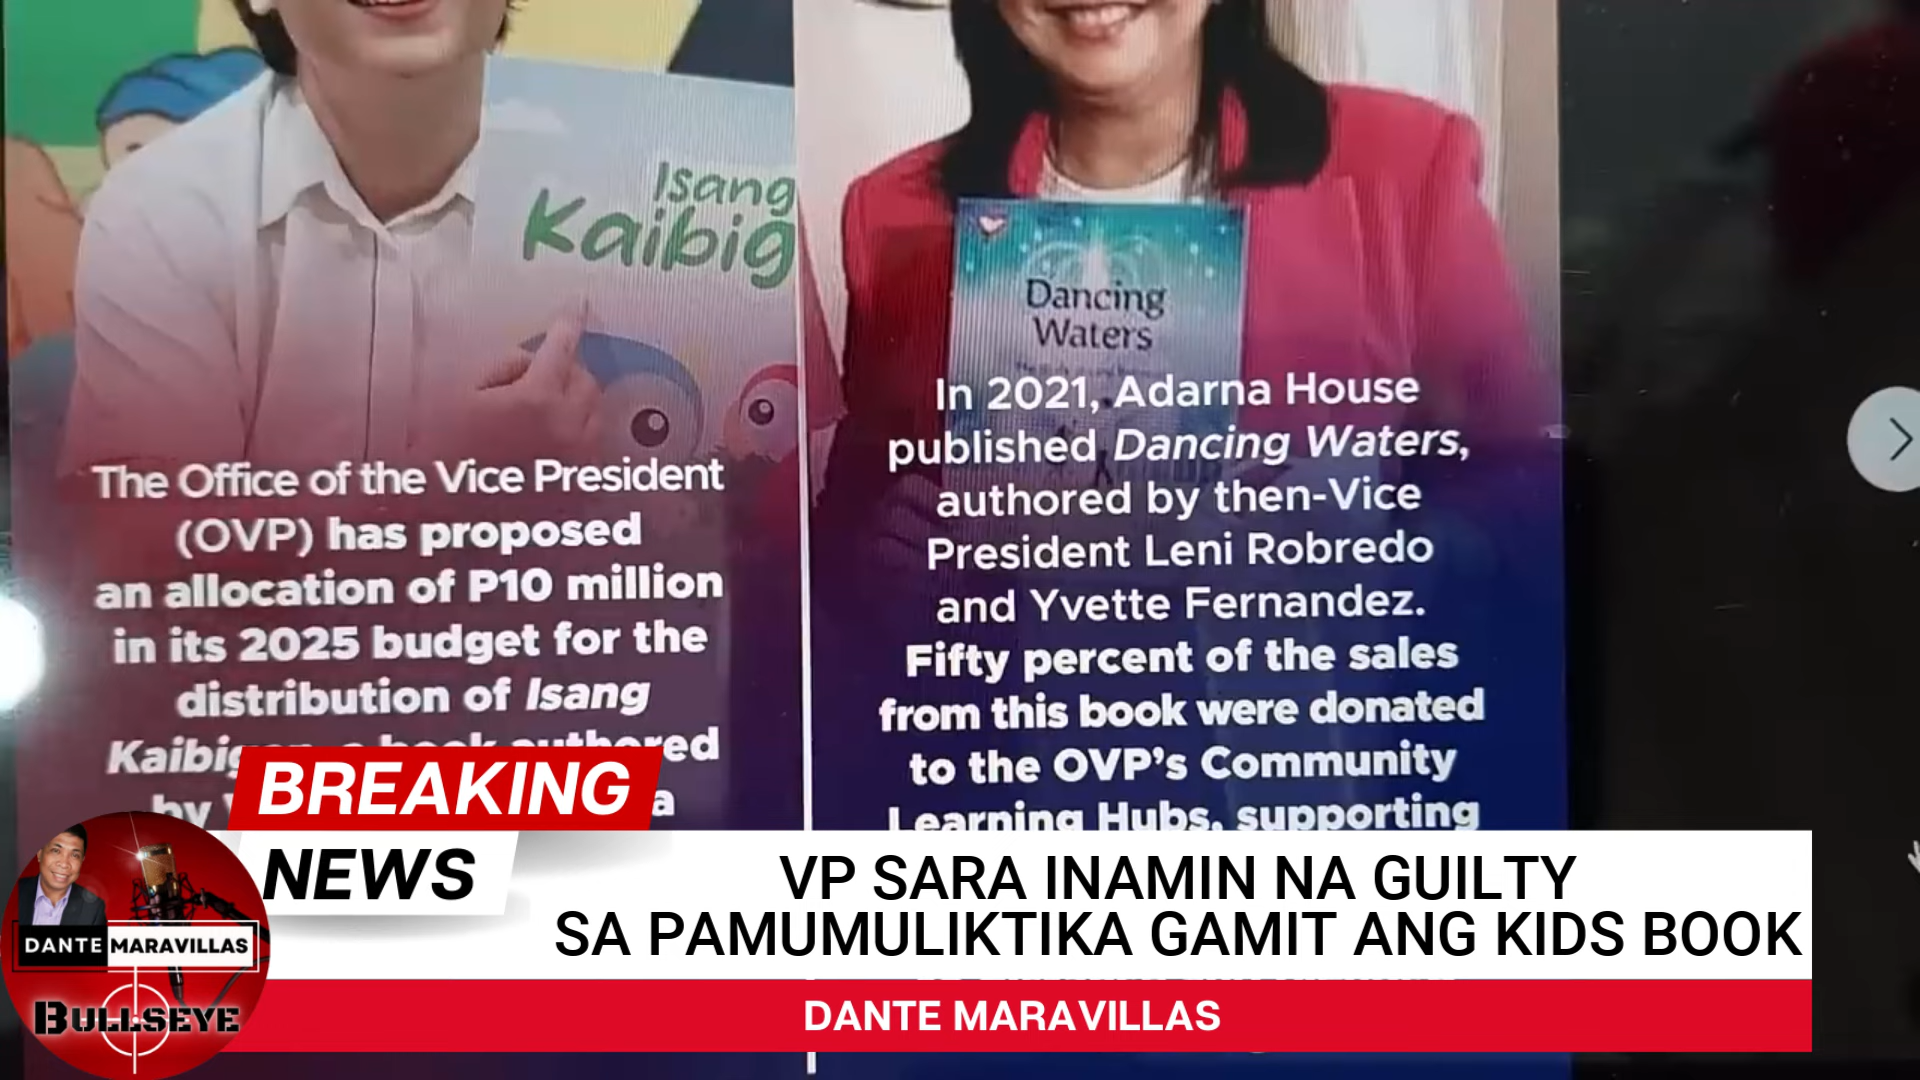 Isang
Kaibig
Dancing
Waters
The Office of the Vice President
(OVP) has proposed
an allocation of P10 million
in its 2025 budget for the
distribution of Isang
by
a
In 2021, Adarna House
published Dancing Waters,
authored by then-Vice
President Leni Robredo
and Yvette Fernandez.
Fifty percent of the sales
from this book were donated
to the OVP's Community
Learning Hubs, supporting
BREAKING
NEWS
VP SARA INAMIN NA GUILTY
SA PAMUMULIKTIKA GAMIT ANG KIDS BOOK
DANTE MARAVILLAS
DANTE MARAVILLAS
BULLSEYE